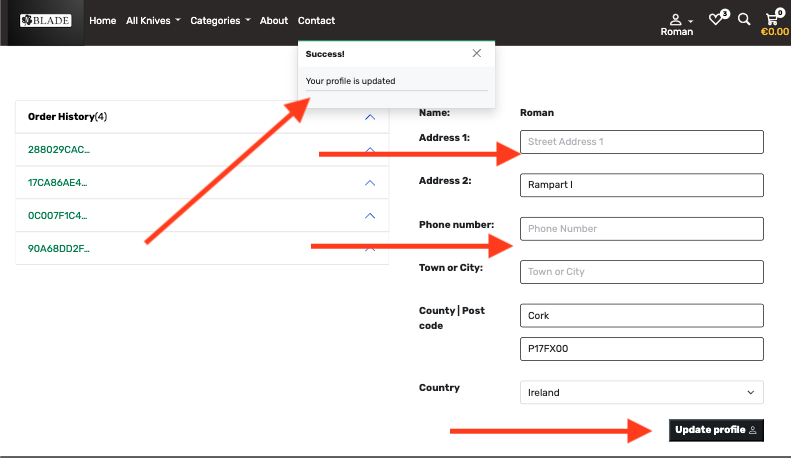 BLADE
Home All Knives Categories About Contact
3
0
Roman
€0.00
Success!
Your profile is updated
Order History(4)
288029CAC...
17CA86AE4...
0C007F1C4...
90A68DD2F...
Name: Roman
Address 1: Street Address 1
Address 2: Rampart l
Phone number: Phone Number
Town or City: Town or City
County | Post
code
Cork
P17FX00
Country Ireland
Update profile